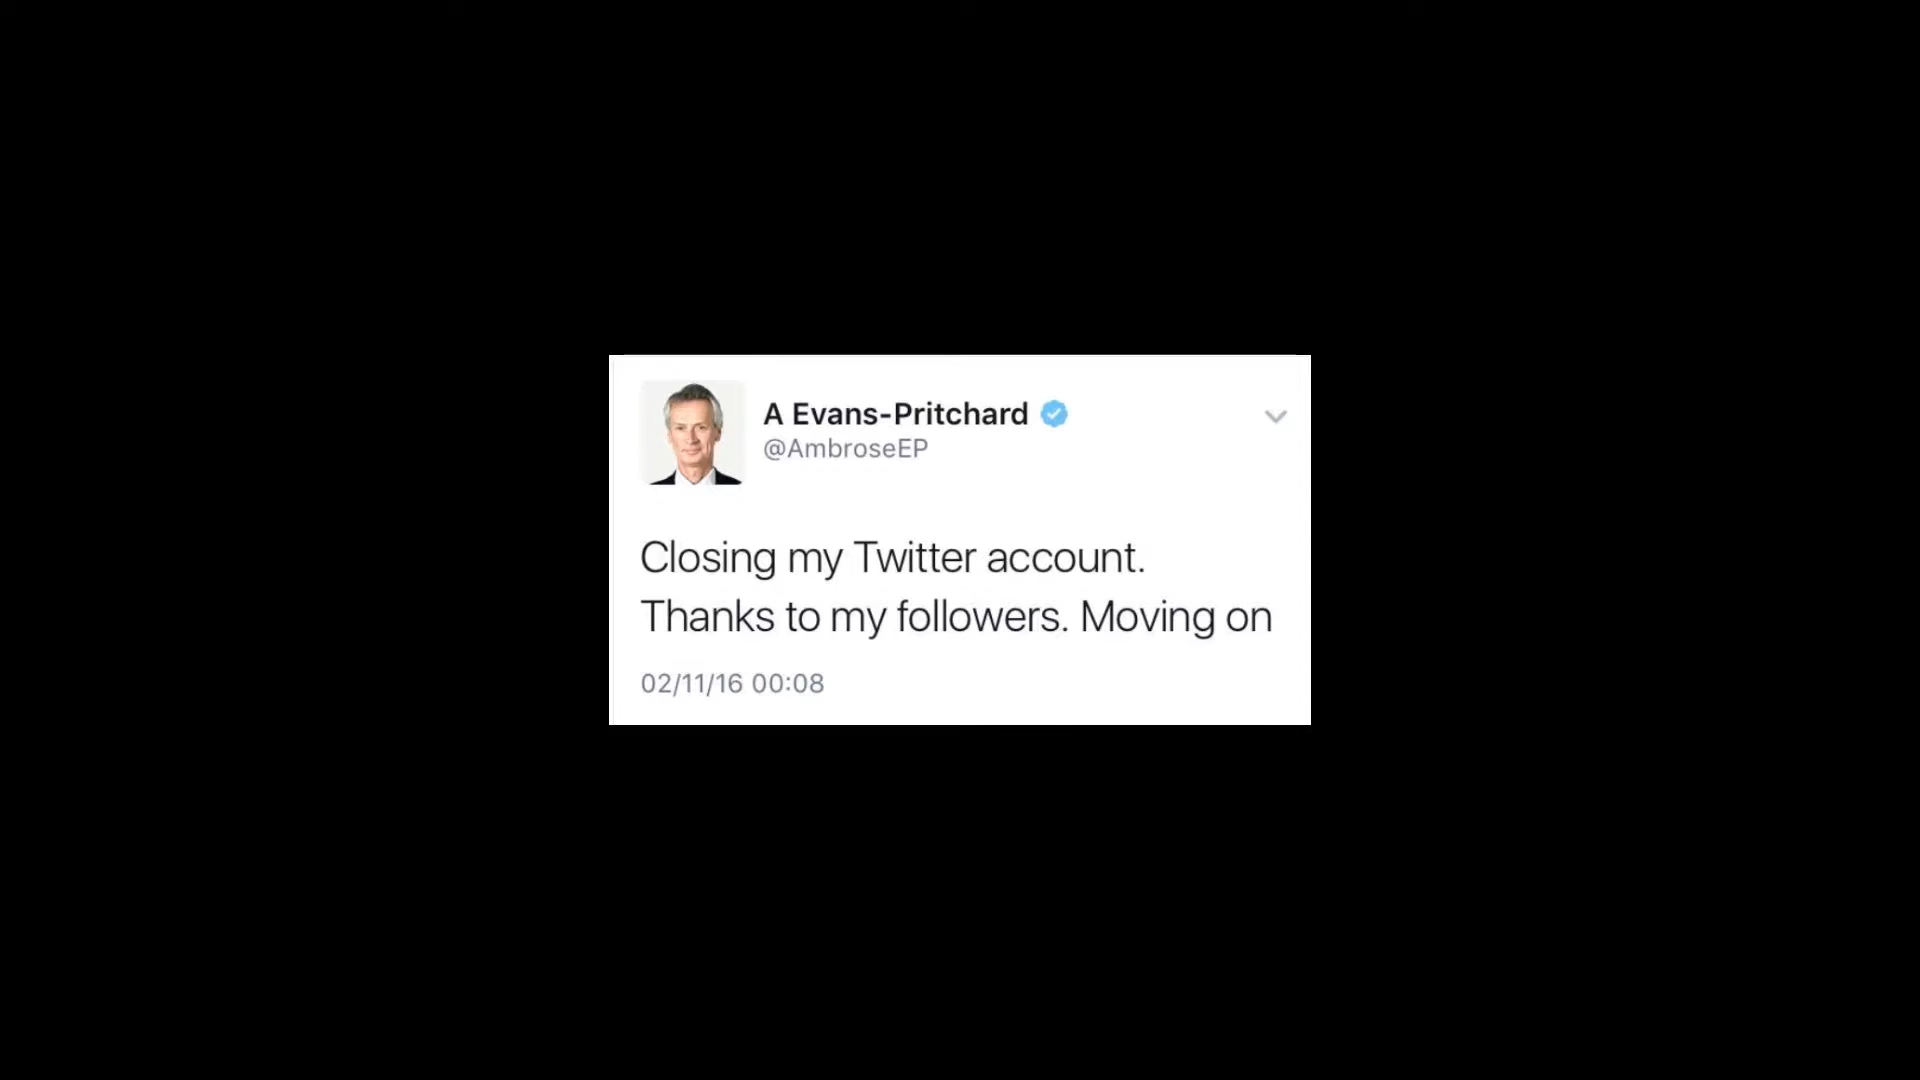 A Evans-Pritchard
@AmbroseEP
Closing my Twitter account.
Thanks to my followers. Moving on
02/11/16 00:08